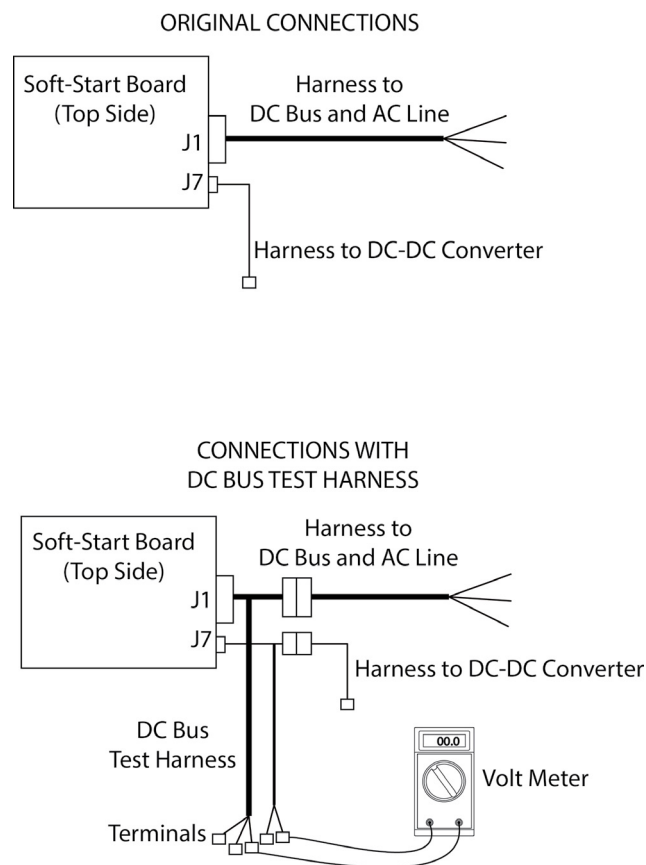 ORIGINAL CONNECTIONS
Soft-Start Board
(Top Side)
Harness to
DC Bus and AC Line
J1
J7
Harness to DC-DC Converter
CONNECTIONS WITH
DC BUS TEST HARNESS
Soft-Start Board
(Top Side)
Harness to
DC Bus and AC Line
J1
J7
Harness to DC-DC Converter
DC Bus
Test Harness
00.0
Volt Meter
Terminals